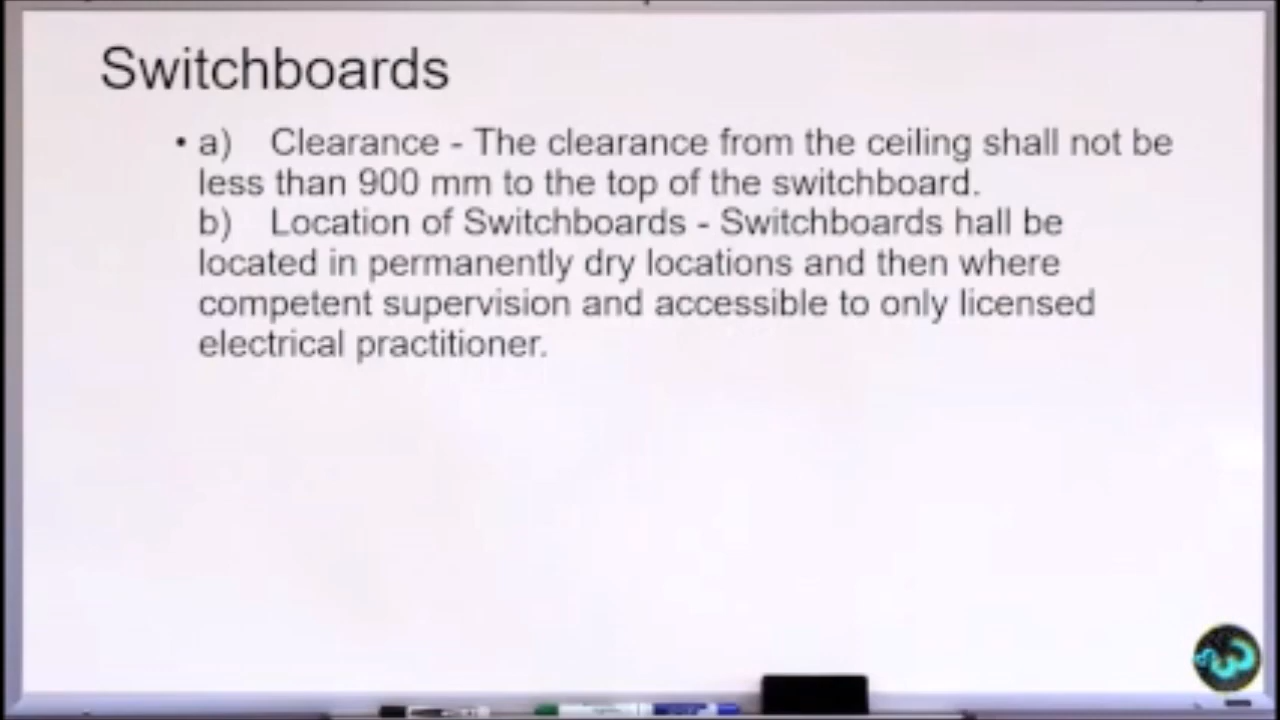 Switchboards
• a) Clearance - The clearance from the ceiling shall not be
less than 900 mm to the top of the switchboard.
b) Location of Switchboards - Switchboards hall be
located in permanently dry locations and then where
competent supervision and accessible to only licensed
electrical practitioner.